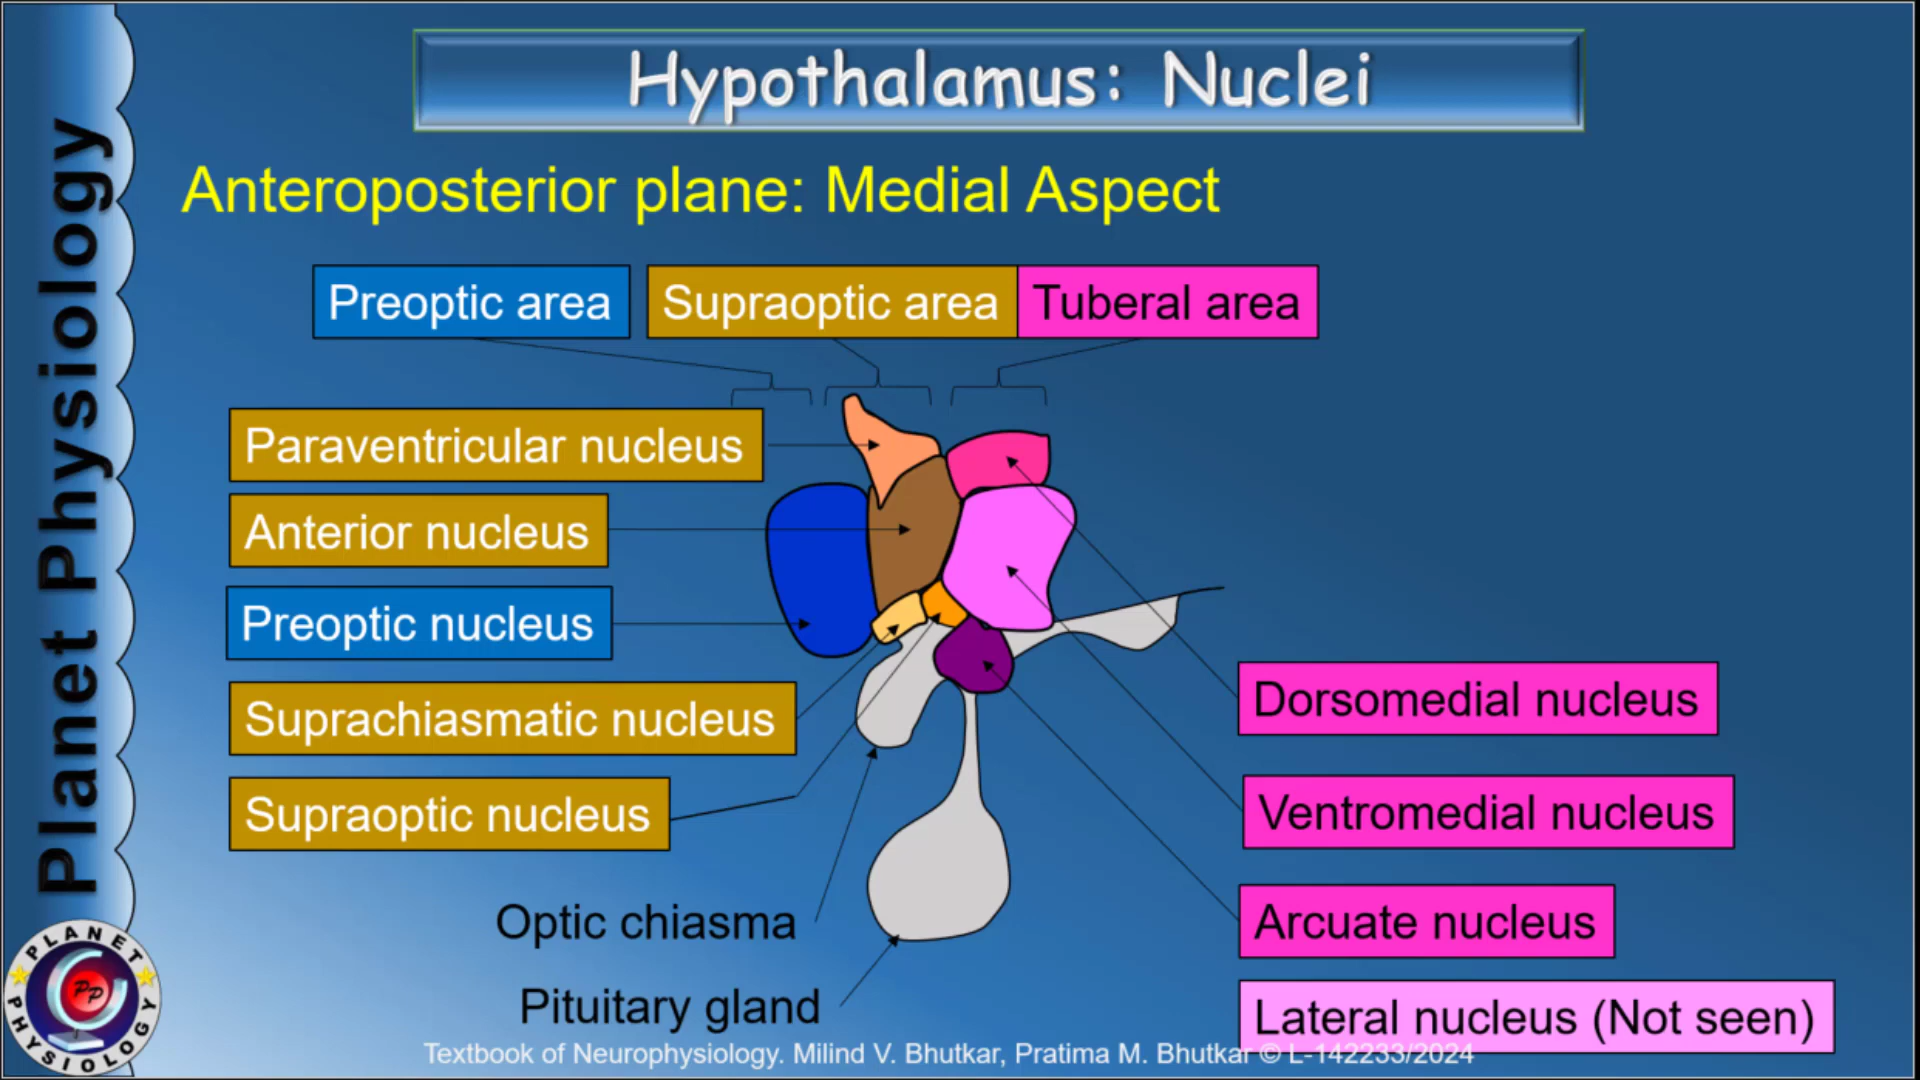 Hypothalamus: Nuclei
Planet Physiology
Anteroposterior plane: Medial Aspect
Preoptic area
Supraoptic area
Tuberal area
Paraventricular nucleus
Anterior nucleus
Preoptic nucleus
Suprachiasmatic nucleus
Supraoptic nucleus
Optic chiasma
Pituitary gland
Dorsomedial nucleus
Ventromedial nucleus
Arcuate nucleus
Lateral nucleus (Not seen)
PLANET
PP
PHYSIOLOGY
Textbook of Neurophysiology. Milind V. Bhutkar, Pratima M. Bhutkar © L-142233/2024